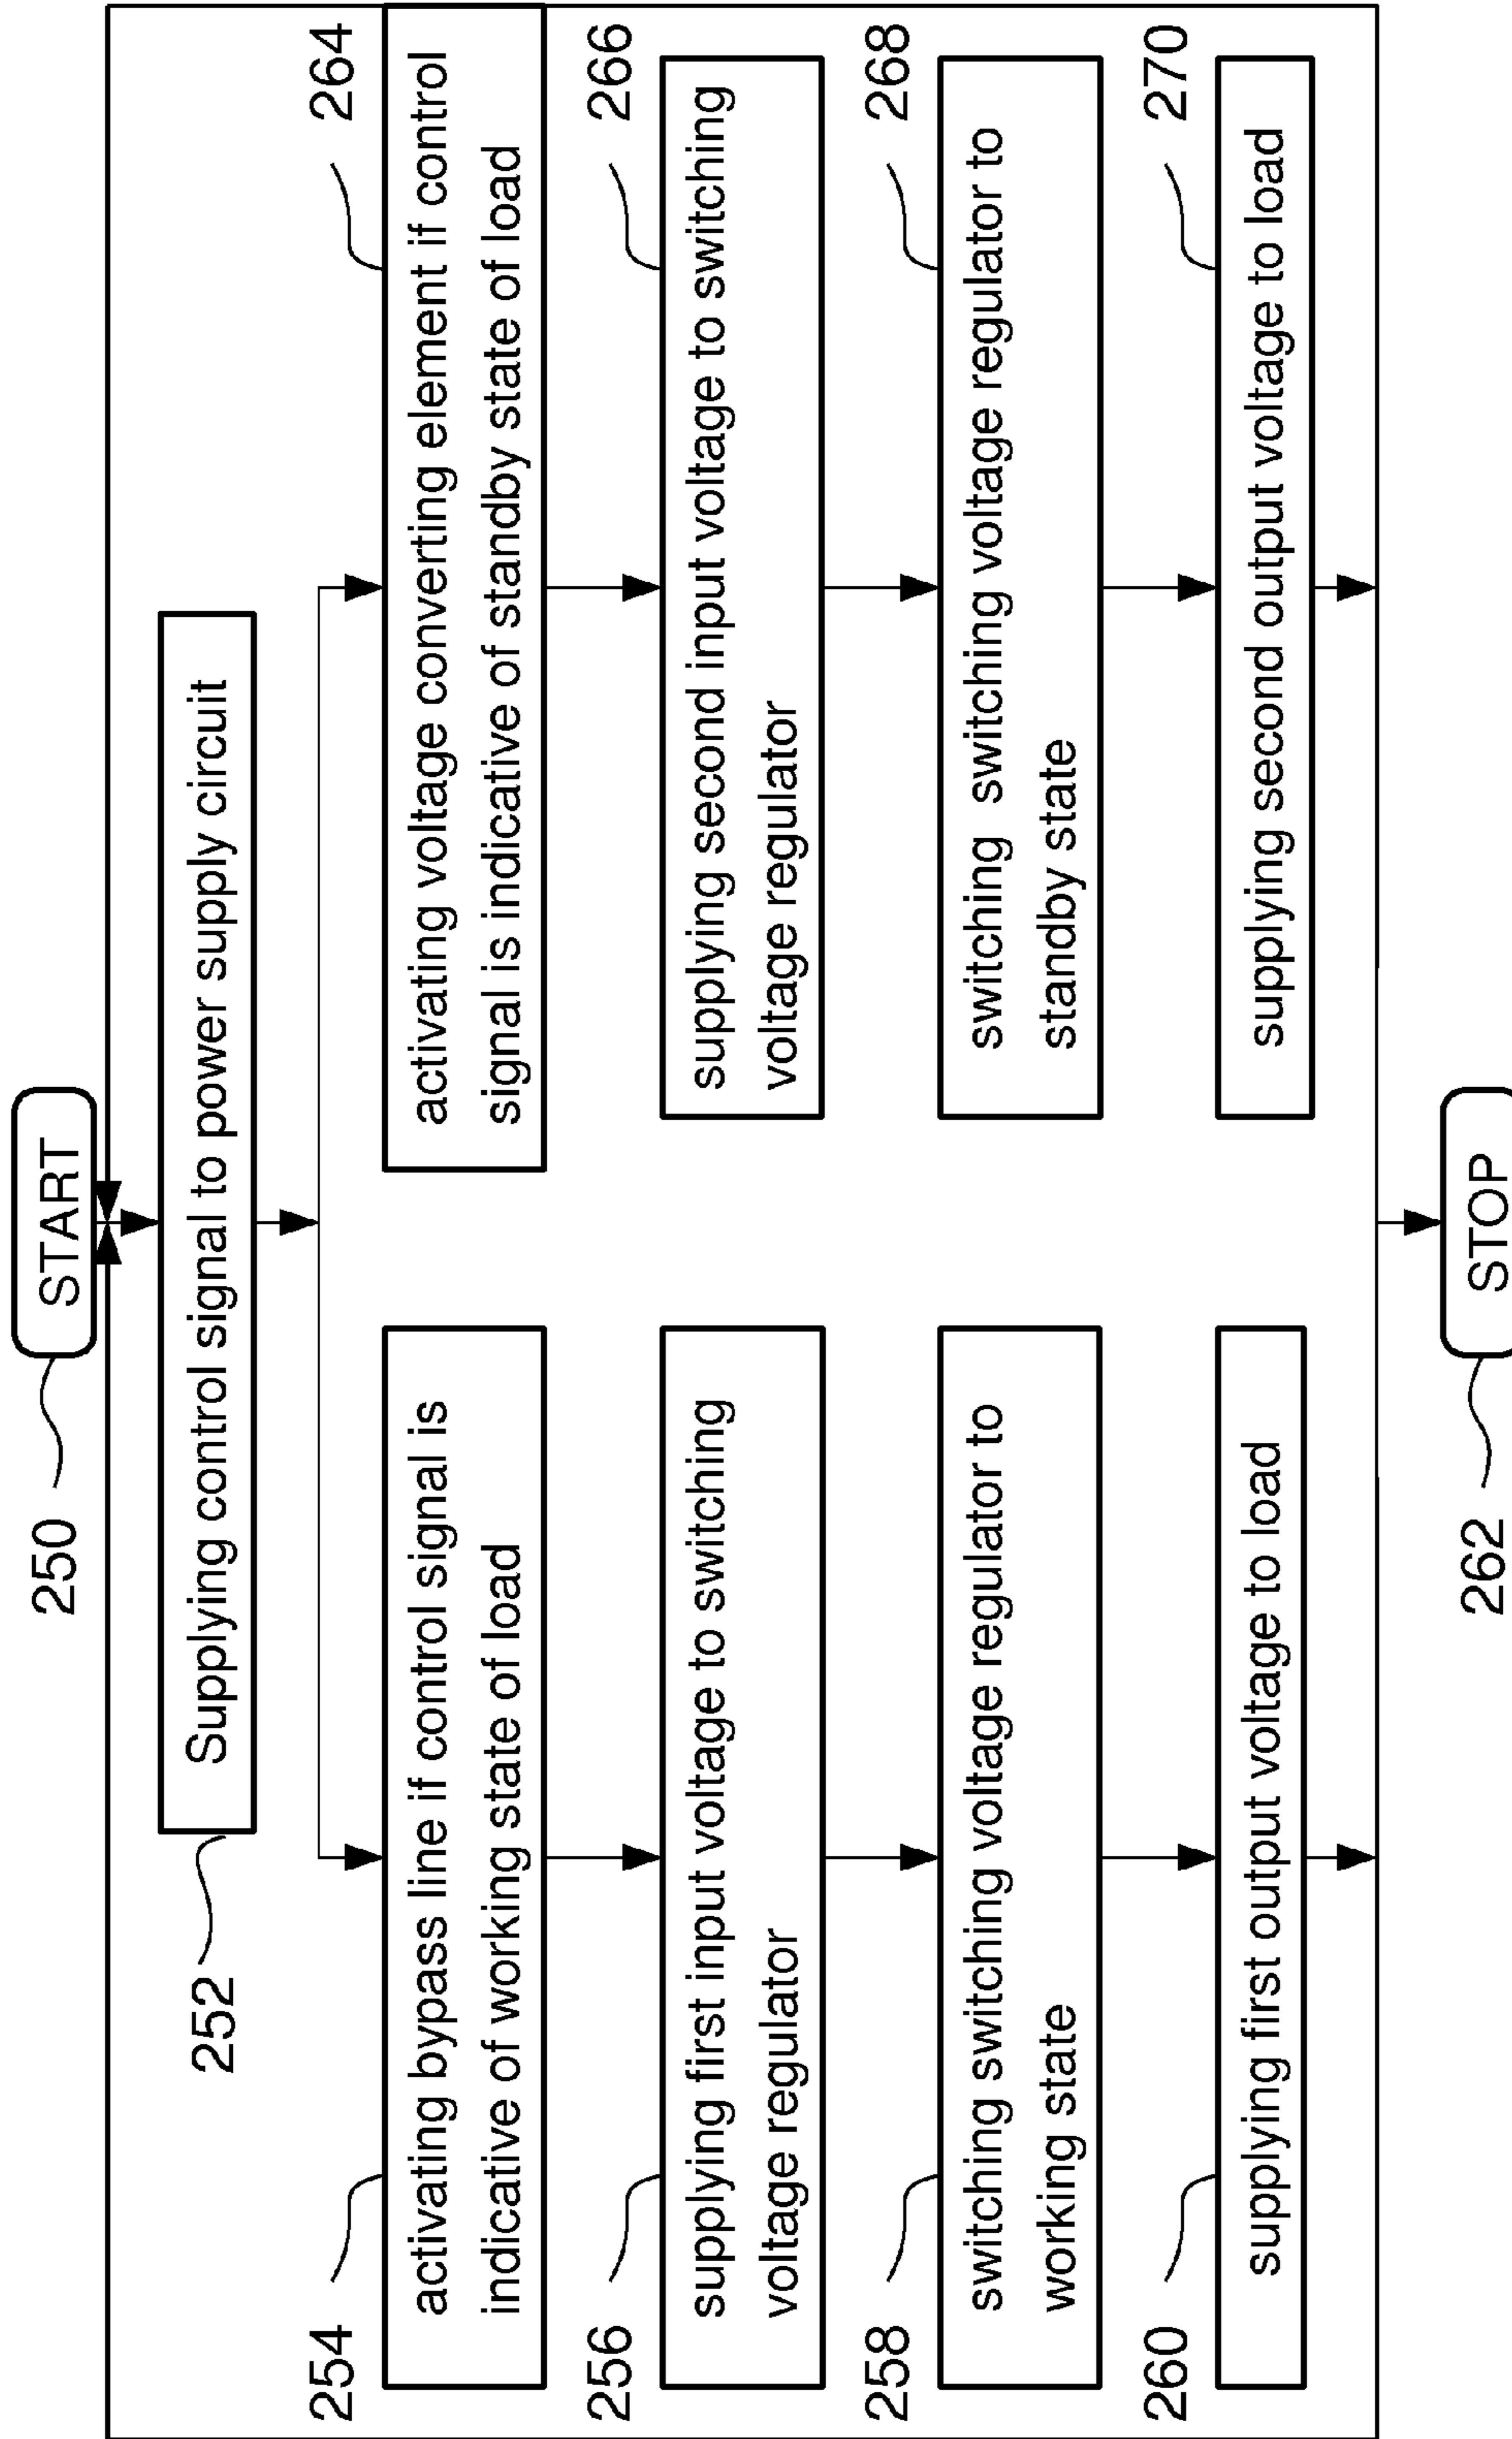 START
250
Supplying control signal to power supply circuit
252
254
activating bypass line if control signal is
indicative of working state of load
256
supplying first input voltage to switching
voltage regulator
258
switching switching voltage regulator to
working state
260
supplying first output voltage to load
264
activating voltage converting element if control
signal is indicative of standby state of load
266
supplying second input voltage to switching
voltage regulator
268
switching switching voltage regulator to
standby state
270
supplying second output voltage to load
262
STOP